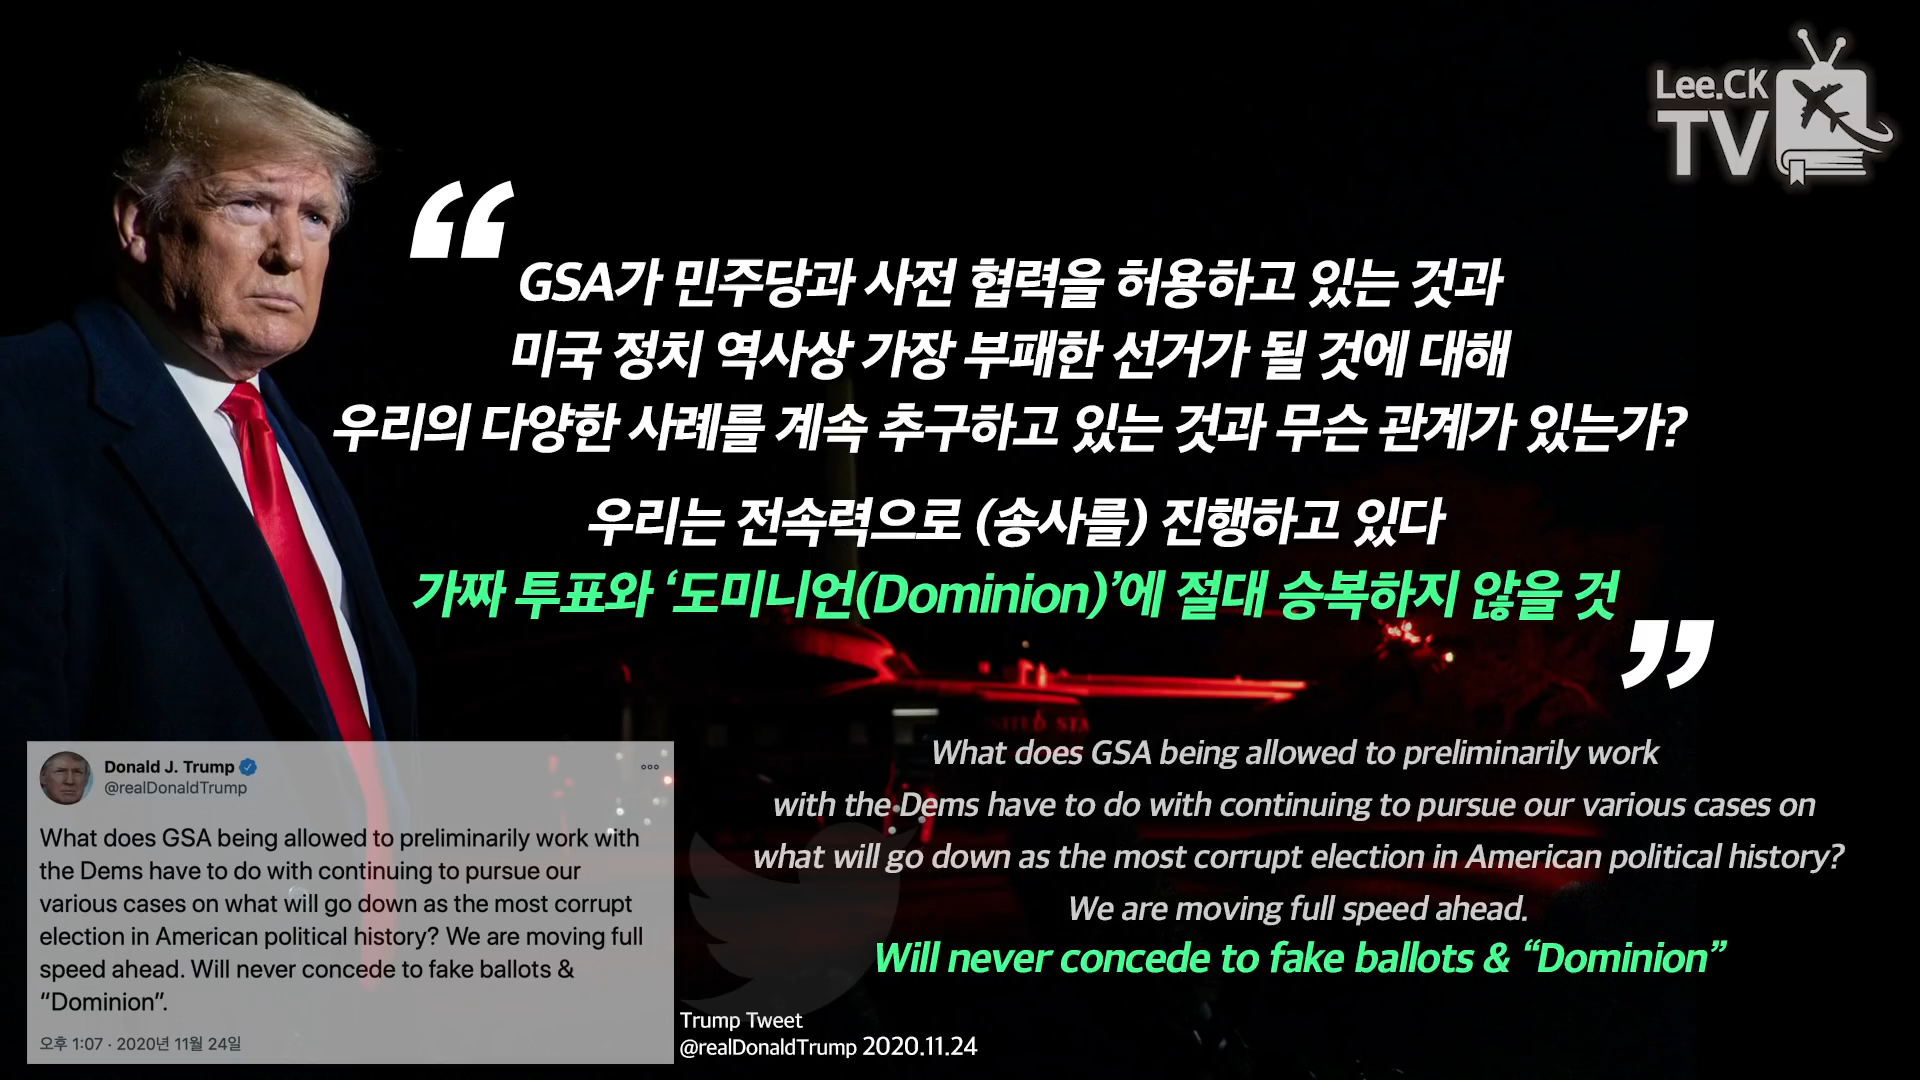 Lee.CK
TV
“
GSA가 민주당과 사전 협력을 허용하고 있는 것과
미국 정치 역사상 가장 부패한 선거가 될 것에 대해
우리의 다양한 사례를 계속 추구하고 있는 것과 무슨 관계가 있는가?
우리는 전속력으로 (송사를) 진행하고 있다
가짜 투표와 ‘도미니언(Dominion)’에 절대 승복하지 않을 것
”
UNITED STA
What does GSA being allowed to preliminarily work
with the Dems have to do with continuing to pursue our various cases on
what will go down as the most corrupt election in American political history?
We are moving full speed ahead.
Will never concede to fake ballots & “Dominion”
Donald J. Trump
@realDonaldTrump
What does GSA being allowed to preliminarily work with
the Dems have to do with continuing to pursue our
various cases on what will go down as the most corrupt
election in American political history? We are moving full
speed ahead. Will never concede to fake ballots &
“Dominion”.
오후 1:07 · 2020년 11월 24일
Trump Tweet
@realDonaldTrump 2020.11.24